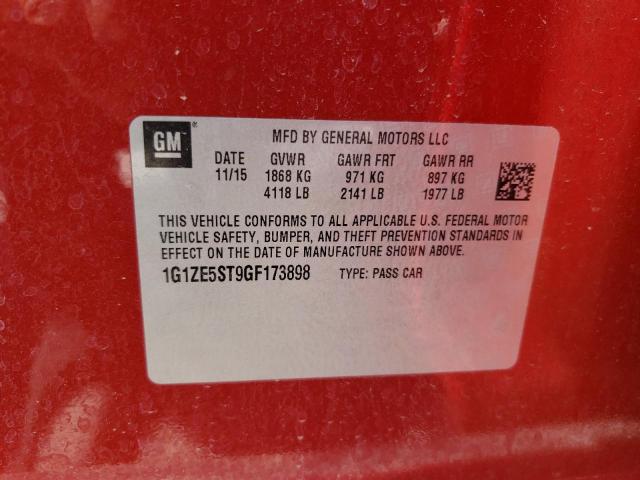 GM
MFD BY GENERAL MOTORS LLC
DATE GVWR GAWR FRT GAWR RR
11/15 1868 KG 971 KG 897 KG
4118 LB 2141 LB 1977 LB
THIS VEHICLE CONFORMS TO ALL APPLICABLE U.S. FEDERAL MOTOR
VEHICLE SAFETY, BUMPER, AND THEFT PREVENTION STANDARDS IN
EFFECT ON THE DATE OF MANUFACTURE SHOWN ABOVE.
1G1ZE5ST9GF173898 TYPE: PASS CAR